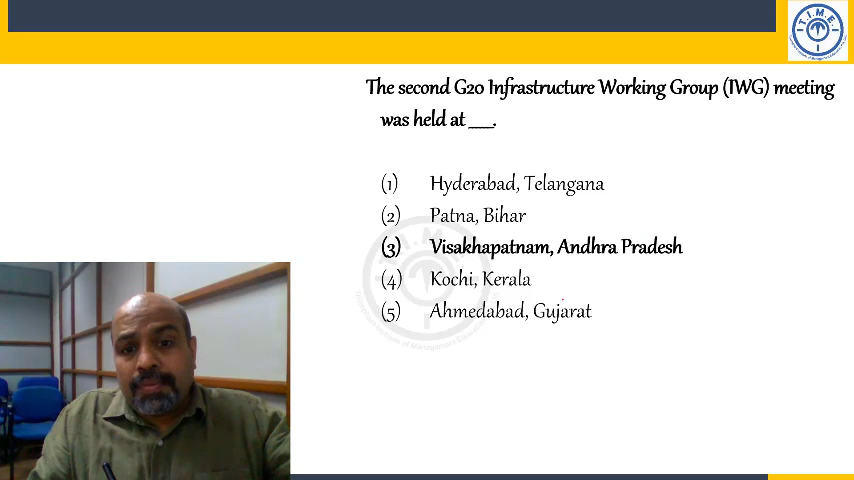 T.I.M.E.
The second G20 Infrastructure Working Group (IWG) meeting
was held at ___.
(1) Hyderabad, Telangana
(2) Patna, Bihar
(3) Visakhapatnam, Andhra Pradesh
(4) Kochi, Kerala
(5) Ahmedabad, Gujarat
T.I.M.E.